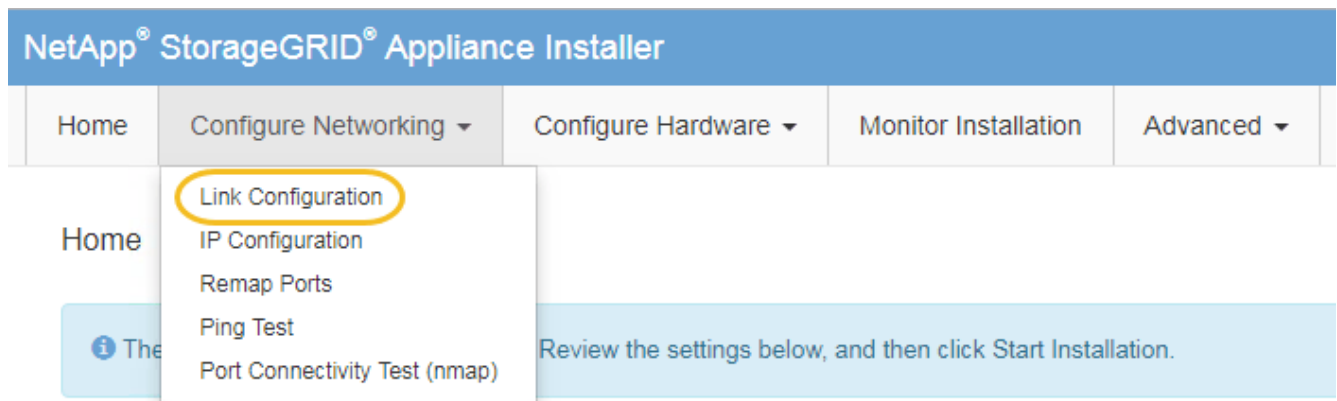 NetApp® StorageGRID® Appliance Installer
Home Configure Networking Configure Hardware Monitor Installation Advanced
Link Configuration
Home
IP Configuration
Remap Ports
Ping Test
The Review the settings below, and then click Start Installation.
Port Connectivity Test (nmap)